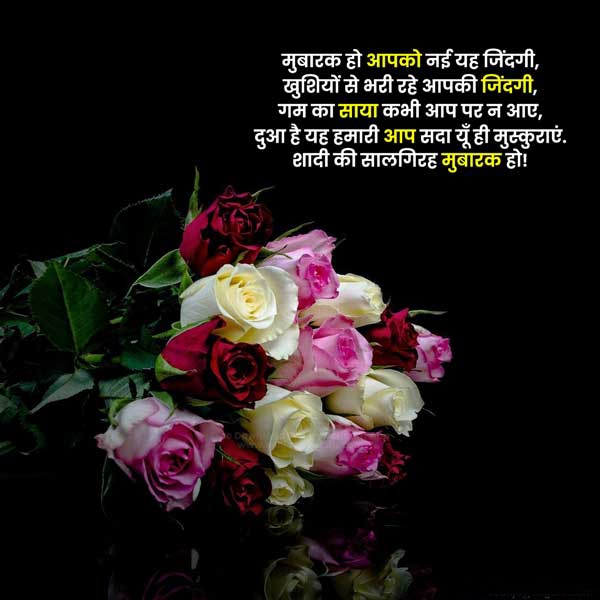 मुबारक हो आपको नई यह जिंदगी,
खुशियों से भरी रहे आपकी जिंदगी,
गम का साया कभी आप पर न आए,
दुआ है यह हमारी आप सदा यूँ ही मुस्कुराएं.
शादी की सालगिरह मुबारक हो!